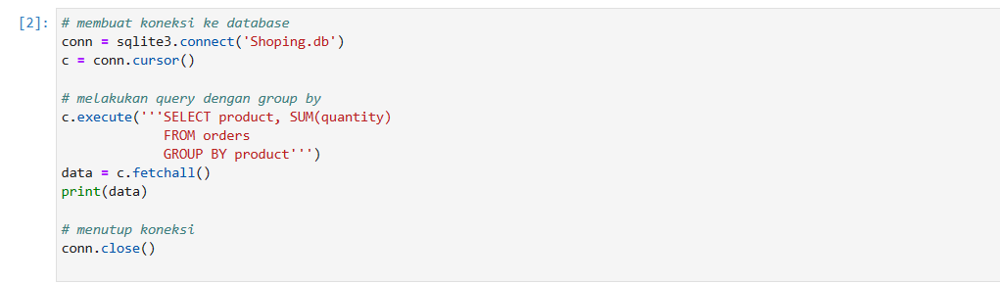 [2]: # membuat koneksi ke database
conn = sqlite3.connect('Shoping.db')
c = conn.cursor()
# melakukan query dengan group by
c.execute('''SELECT product, SUM(quantity)
FROM orders
GROUP BY product''')
data = c.fetchall()
print(data)
# menutup koneksi
conn.close()